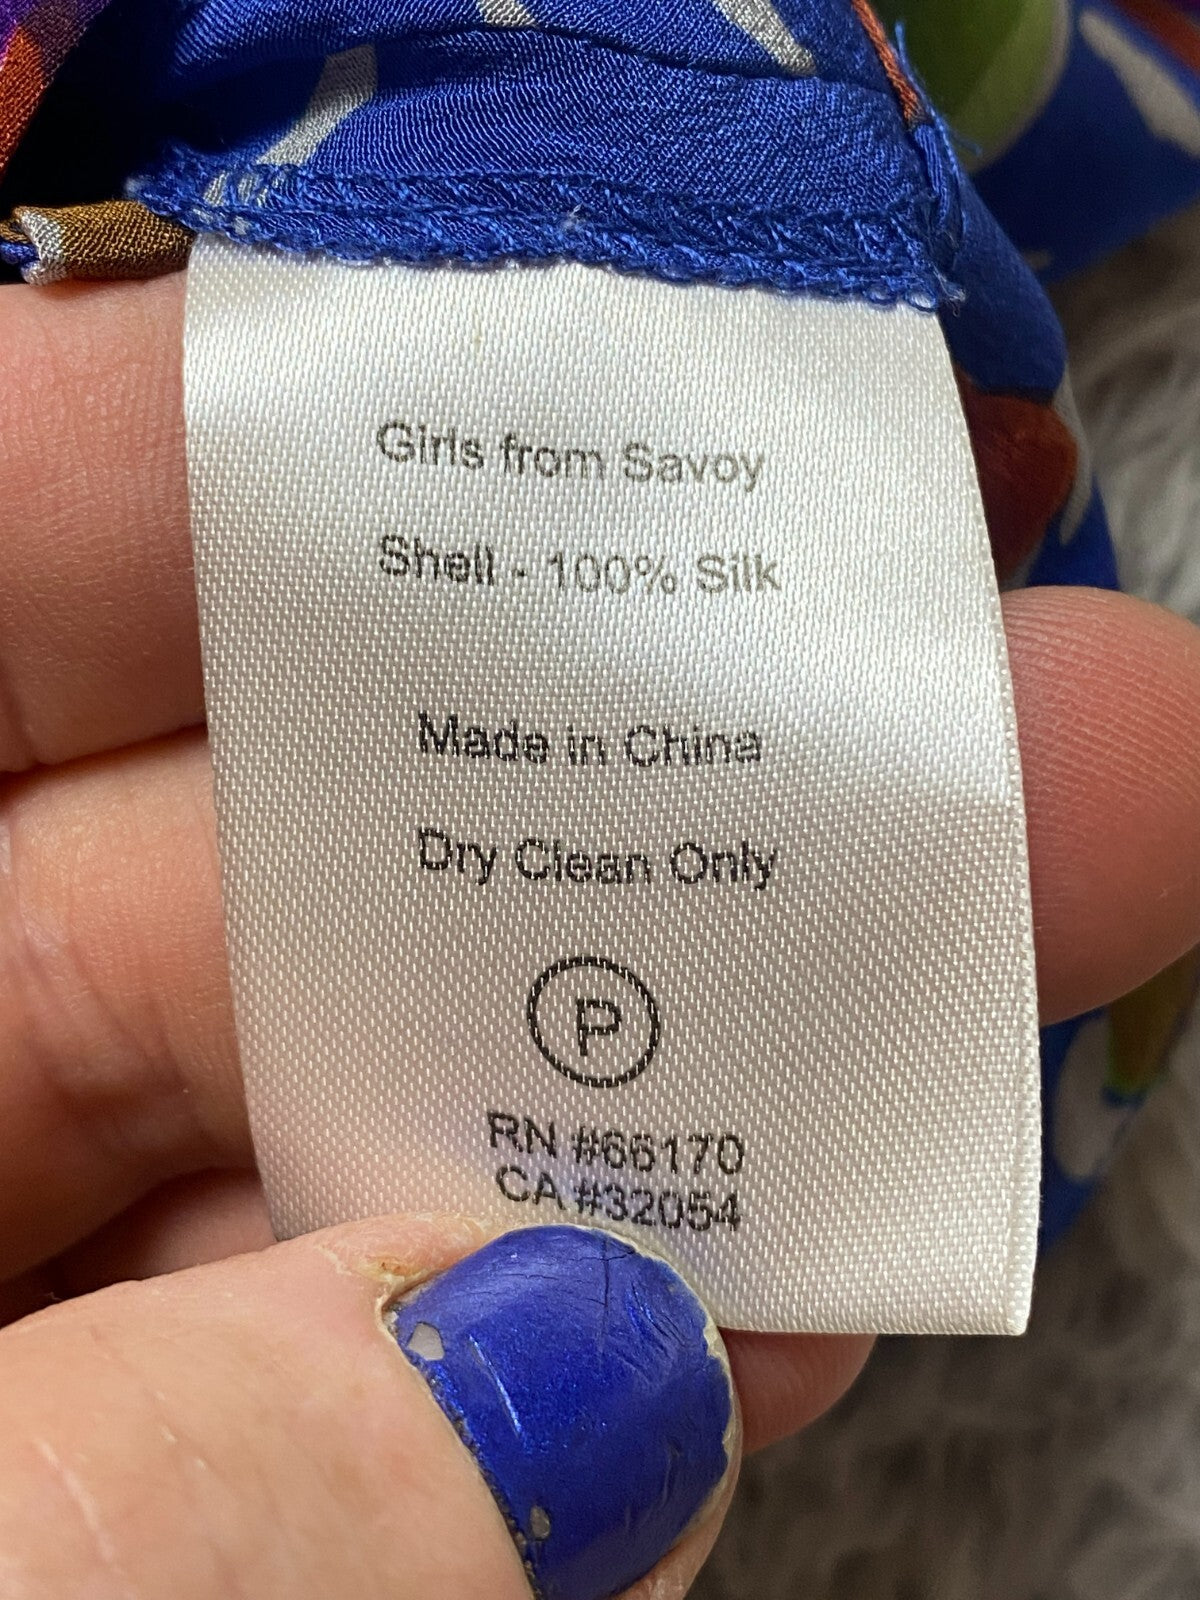 Girls from Savoy
Shell - 100% Silk
Made in China
Dry Clean Only
P
RN #66170
CA #32054